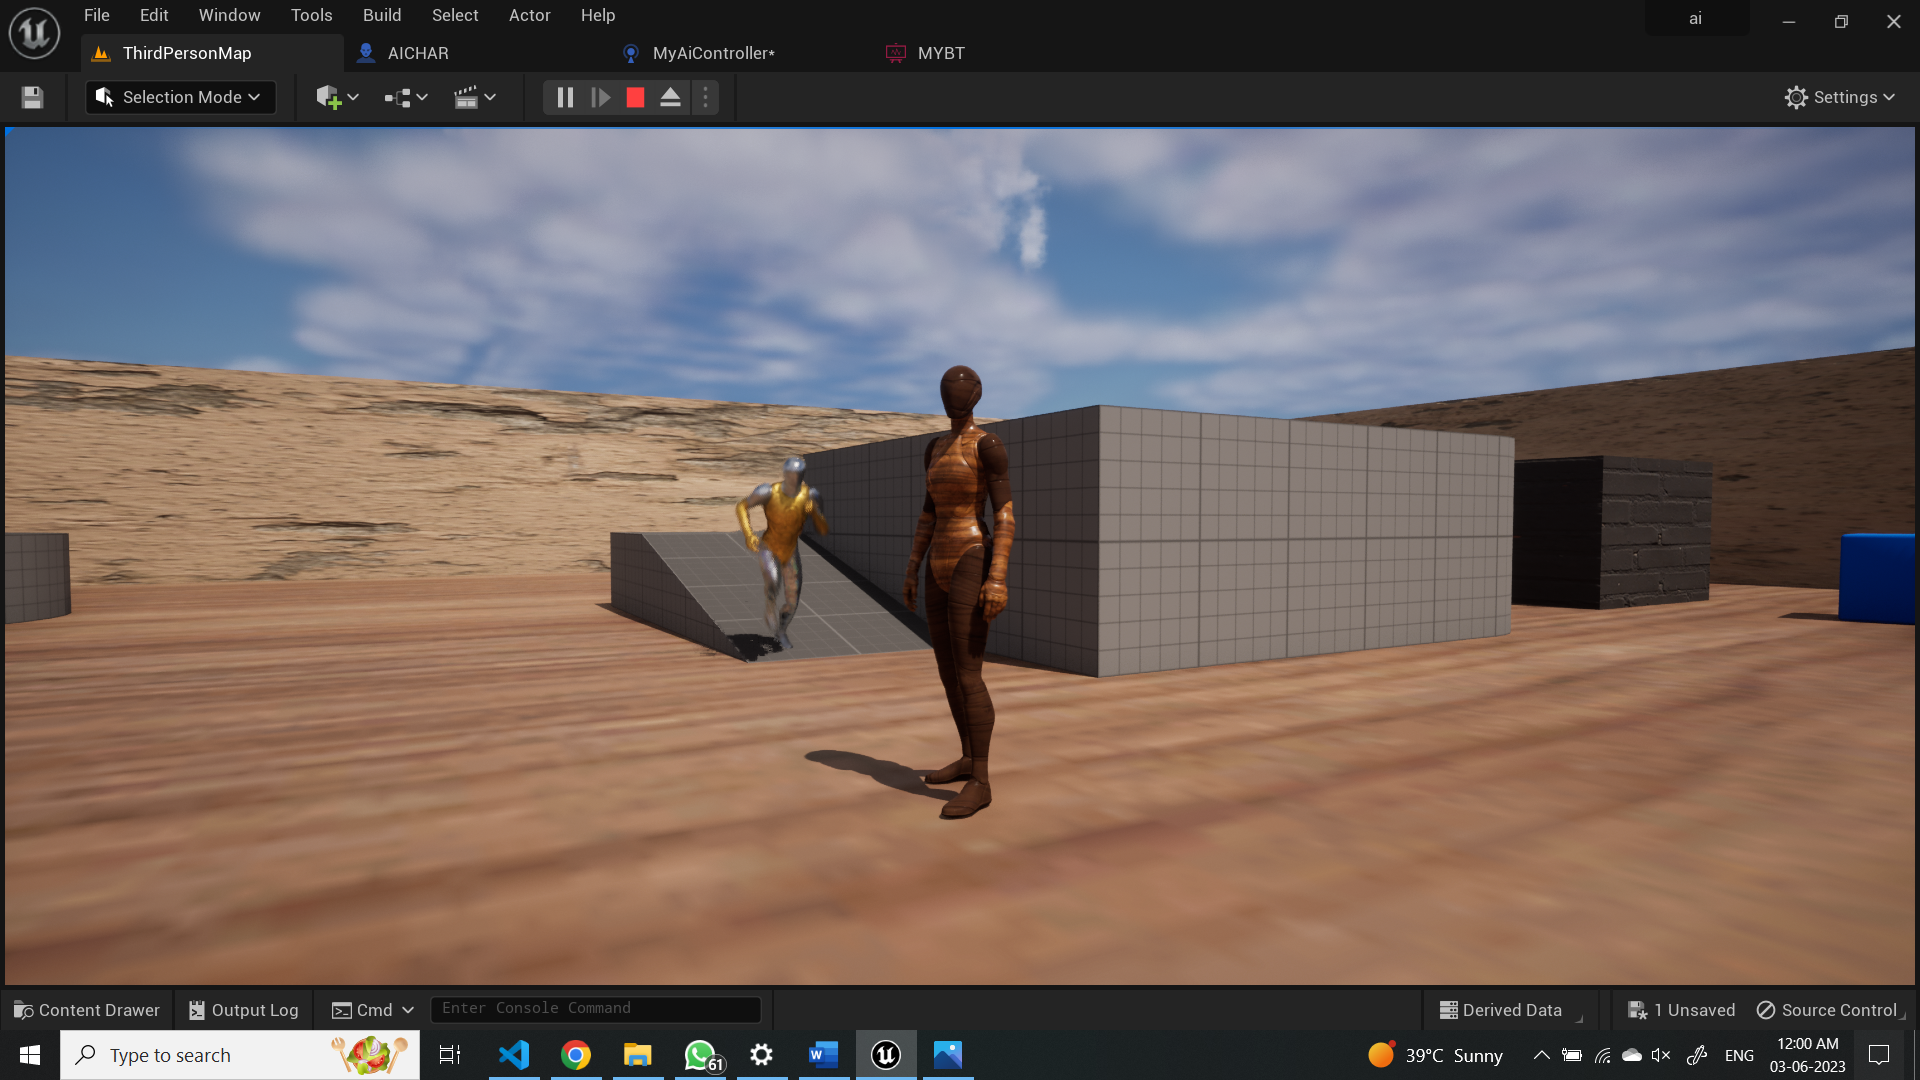 File Edit Window Tools Build Select Actor Help
ai
ThirdPersonMap AICHAR MyAiController* MYBT
Selection Mode
Settings
Content Drawer Output Log Cmd Enter Console Command Derived Data 1 Unsaved Source Control
Type to search
61
39°C Sunny
ENG
12:00 AM
03-06-2023